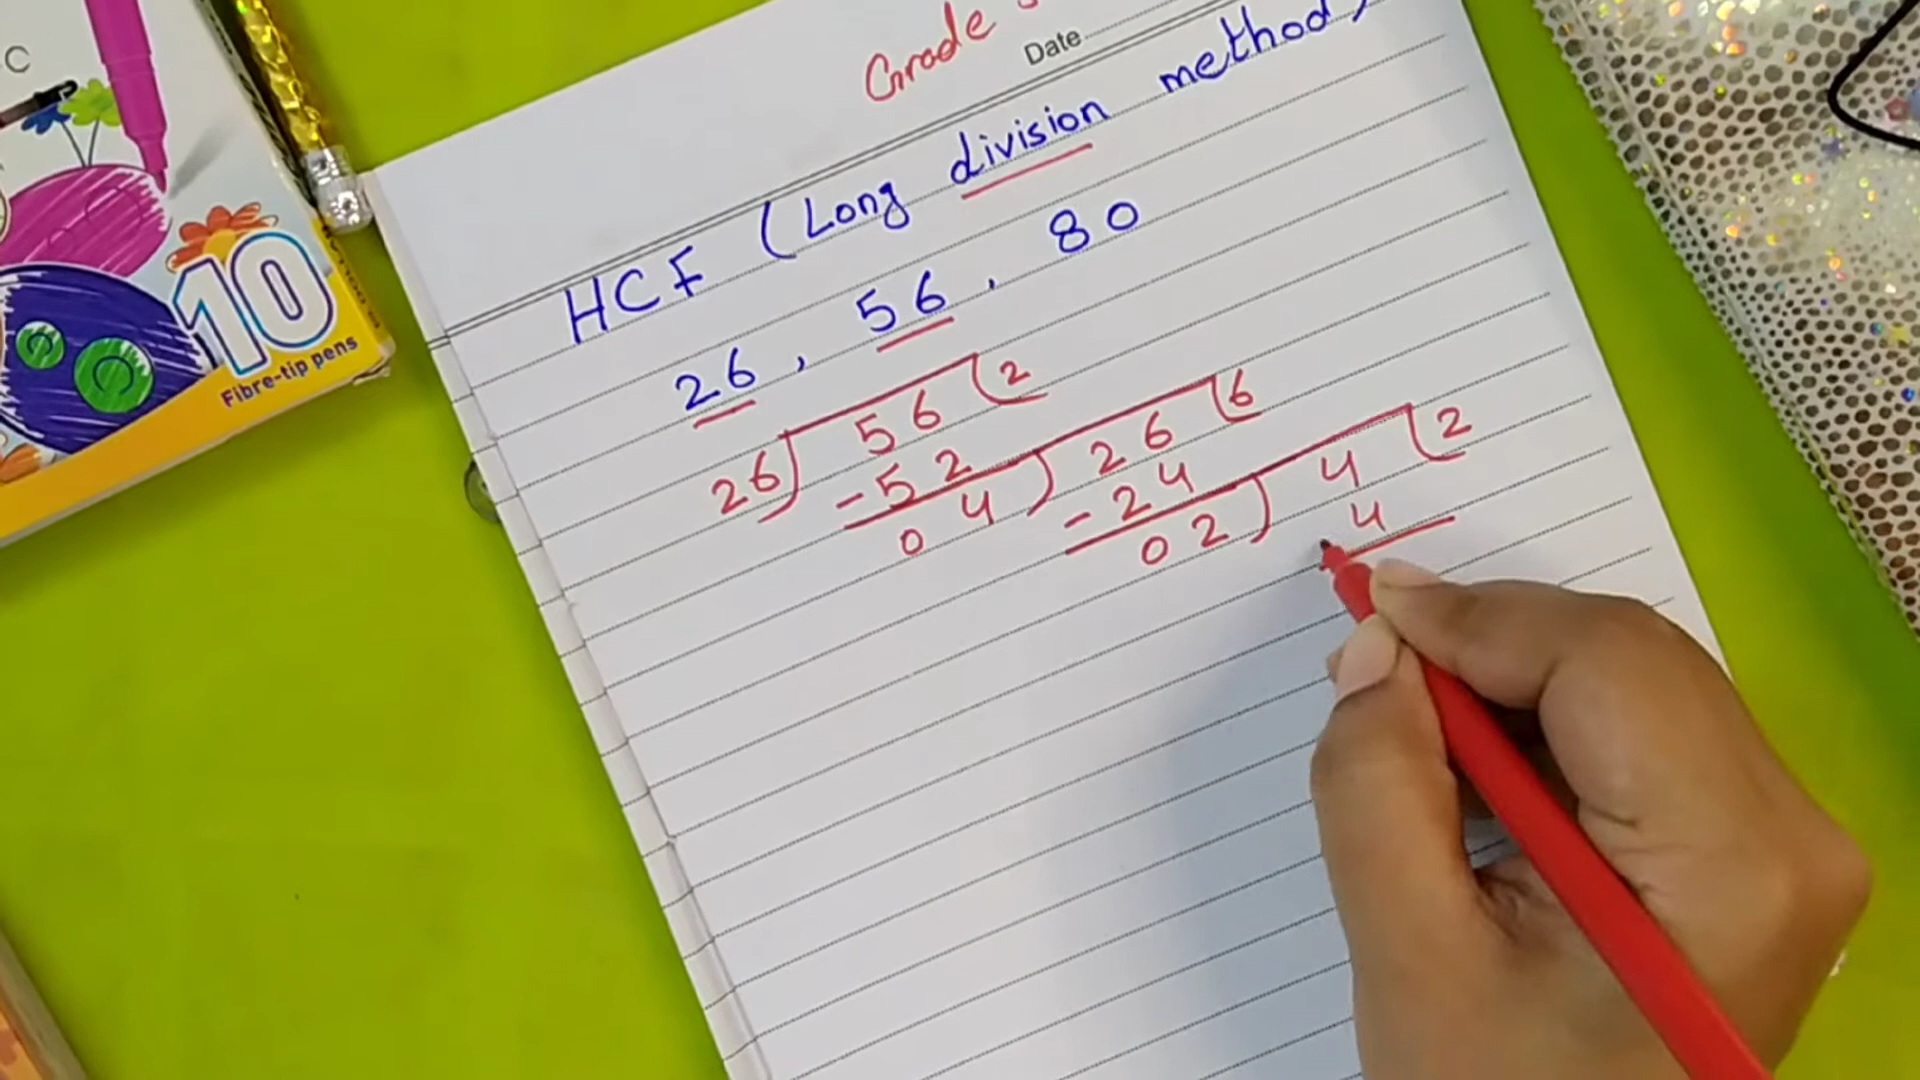 C
10
Fibre-tip pens
Grade
Date
HCF (Long division method)
26, 56, 80
26) 56 (2
-52
04) 26 (6
-24
02) 4 (2
4